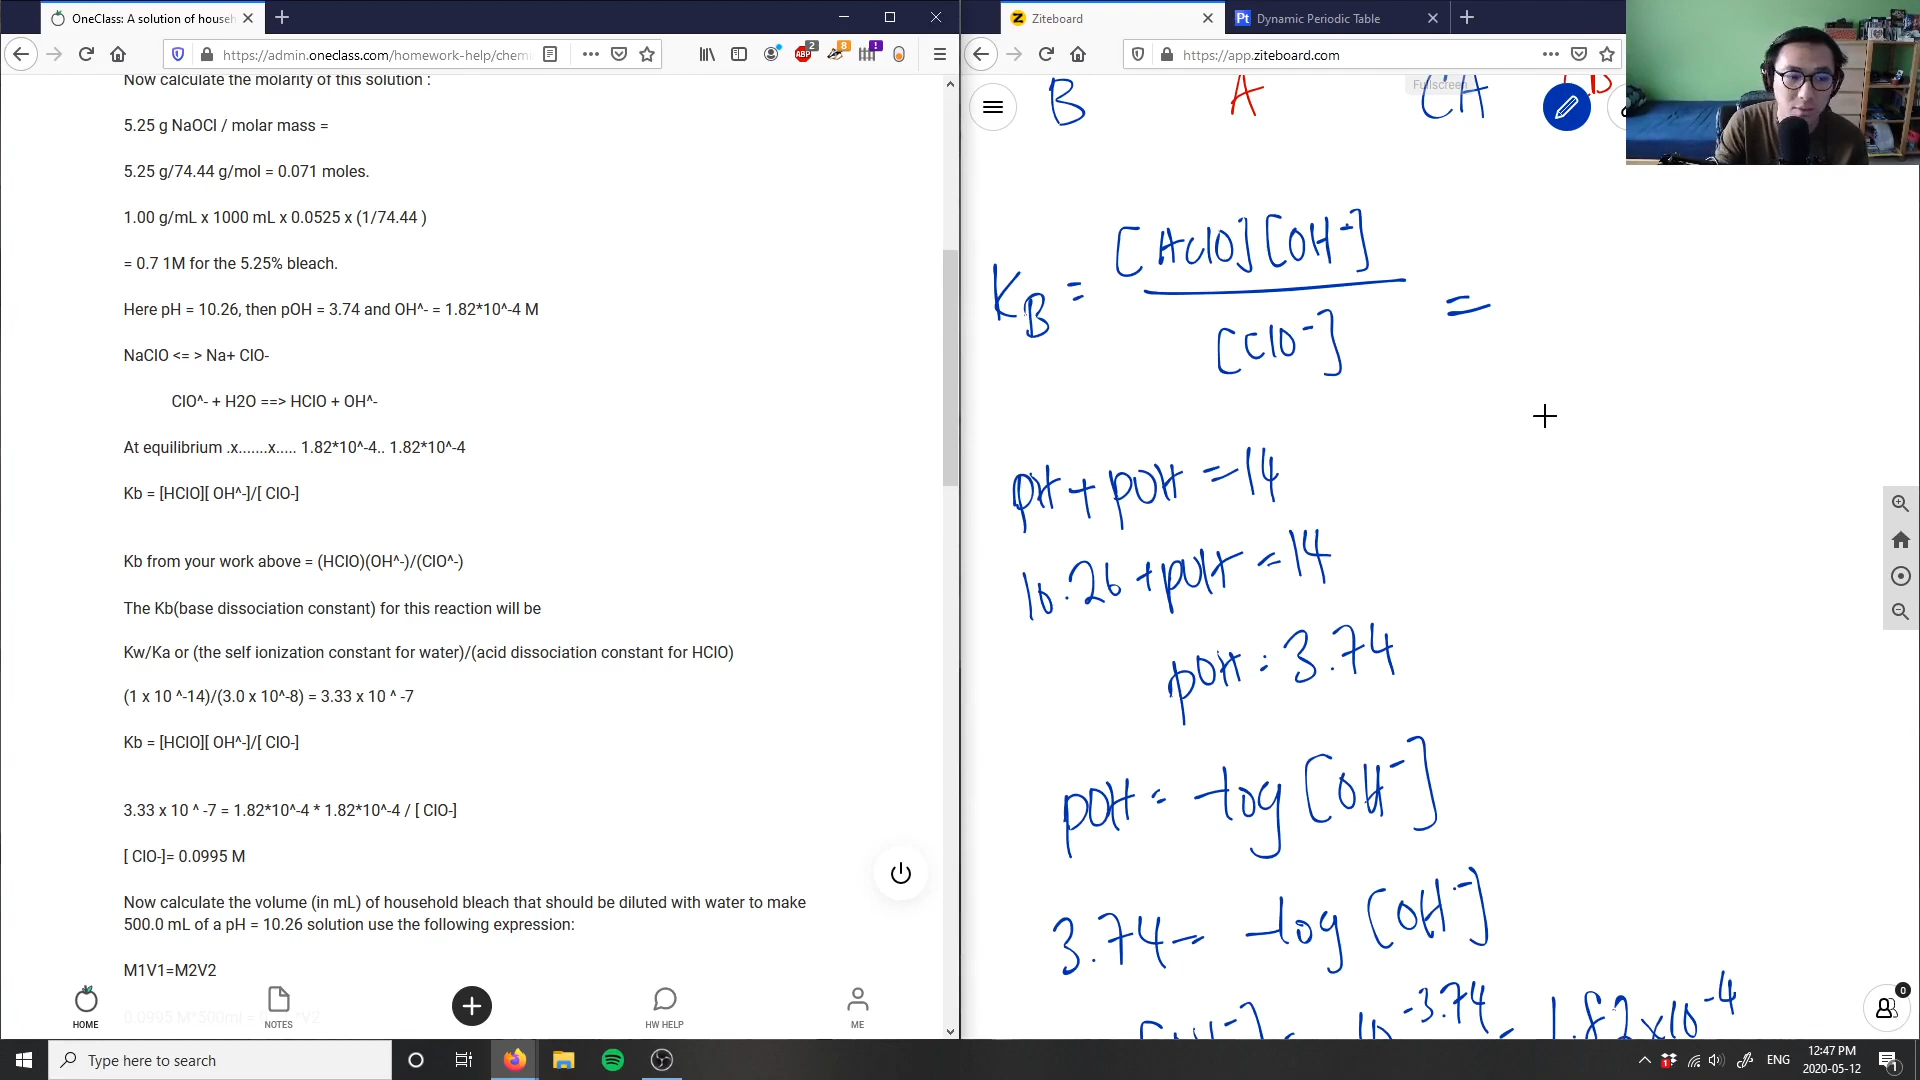 OneClass: A solution of househ
https://admin.oneclass.com/homework-help/chemi
ABP
2
8
!
Now calculate the molarity of this solution :
5.25 g NaOCl / molar mass =
5.25 g/74.44 g/mol = 0.071 moles.
1.00 g/mL x 1000 mL x 0.0525 x (1/74.44 )
= 0.7 1M for the 5.25% bleach.
Here pH = 10.26, then pOH = 3.74 and OH^- = 1.82*10^-4 M
NaClO <= > Na+ ClO-
ClO^- + H2O ==> HClO + OH^-
At equilibrium .x.......x..... 1.82*10^-4.. 1.82*10^-4
Kb = [HClO][ OH^-]/[ ClO-]
Kb from your work above = (HClO)(OH^-)/(ClO^-)
The Kb(base dissociation constant) for this reaction will be
Kw/Ka or (the self ionization constant for water)/(acid dissociation constant for HClO)
(1 x 10 ^-14)/(3.0 x 10^-8) = 3.33 x 10 ^ -7
Kb = [HClO][ OH^-]/[ ClO-]
3.33 x 10 ^ -7 = 1.82*10^-4 * 1.82*10^-4 / [ ClO-]
[ ClO-]= 0.0995 M
Now calculate the volume (in mL) of household bleach that should be diluted with water to make
500.0 mL of a pH = 10.26 solution use the following expression:
M1V1=M2V2
HOME
NOTES
HW HELP
ME
Ziteboard
Pt Dynamic Periodic Table
https://app.ziteboard.com
Fullscreen
B A CA B
KB = [HClO][OH-] =
[ClO-]
pH + pOH = 14
10.26 + pOH = 14
pOH = 3.74
pOH = -log [OH-]
3.74 = -log [OH-]
[OH-] = 10^-3.74 = 1.82x10^-4
0
Type here to search
ENG
12:47 PM
2020-05-12
1